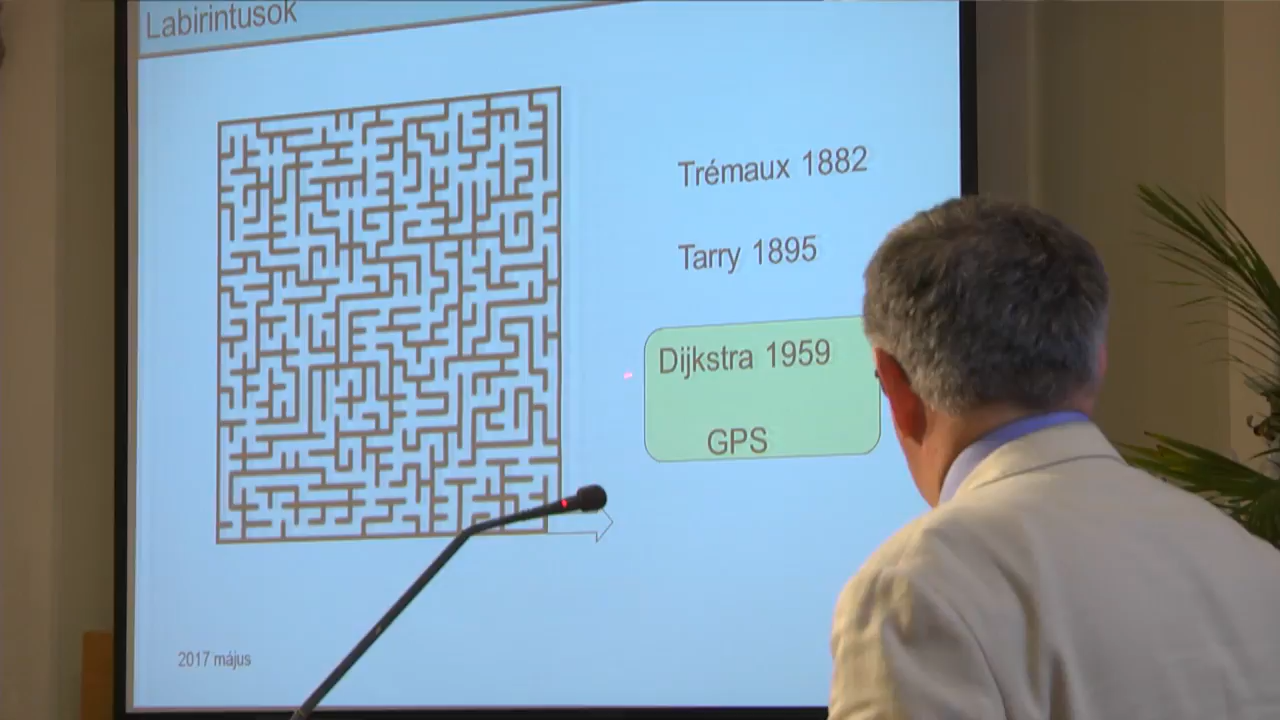 Labirintusok
Trémaux 1882
Tarry 1895
Dijkstra 1959
GPS
2017 május